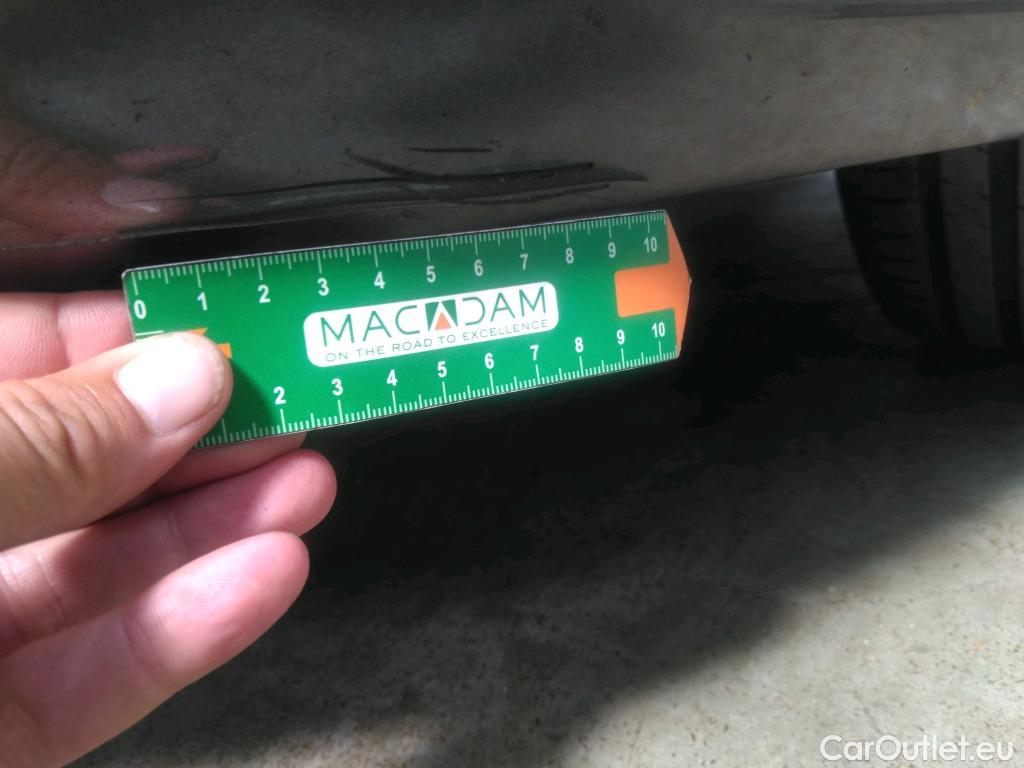 0 1 2 3 4 5 6 7 8 9 10
MACADAM
ON THE ROAD TO EXCELLENCE
2 3 4 5 6 7 8 9 10
CarOutlet.eu